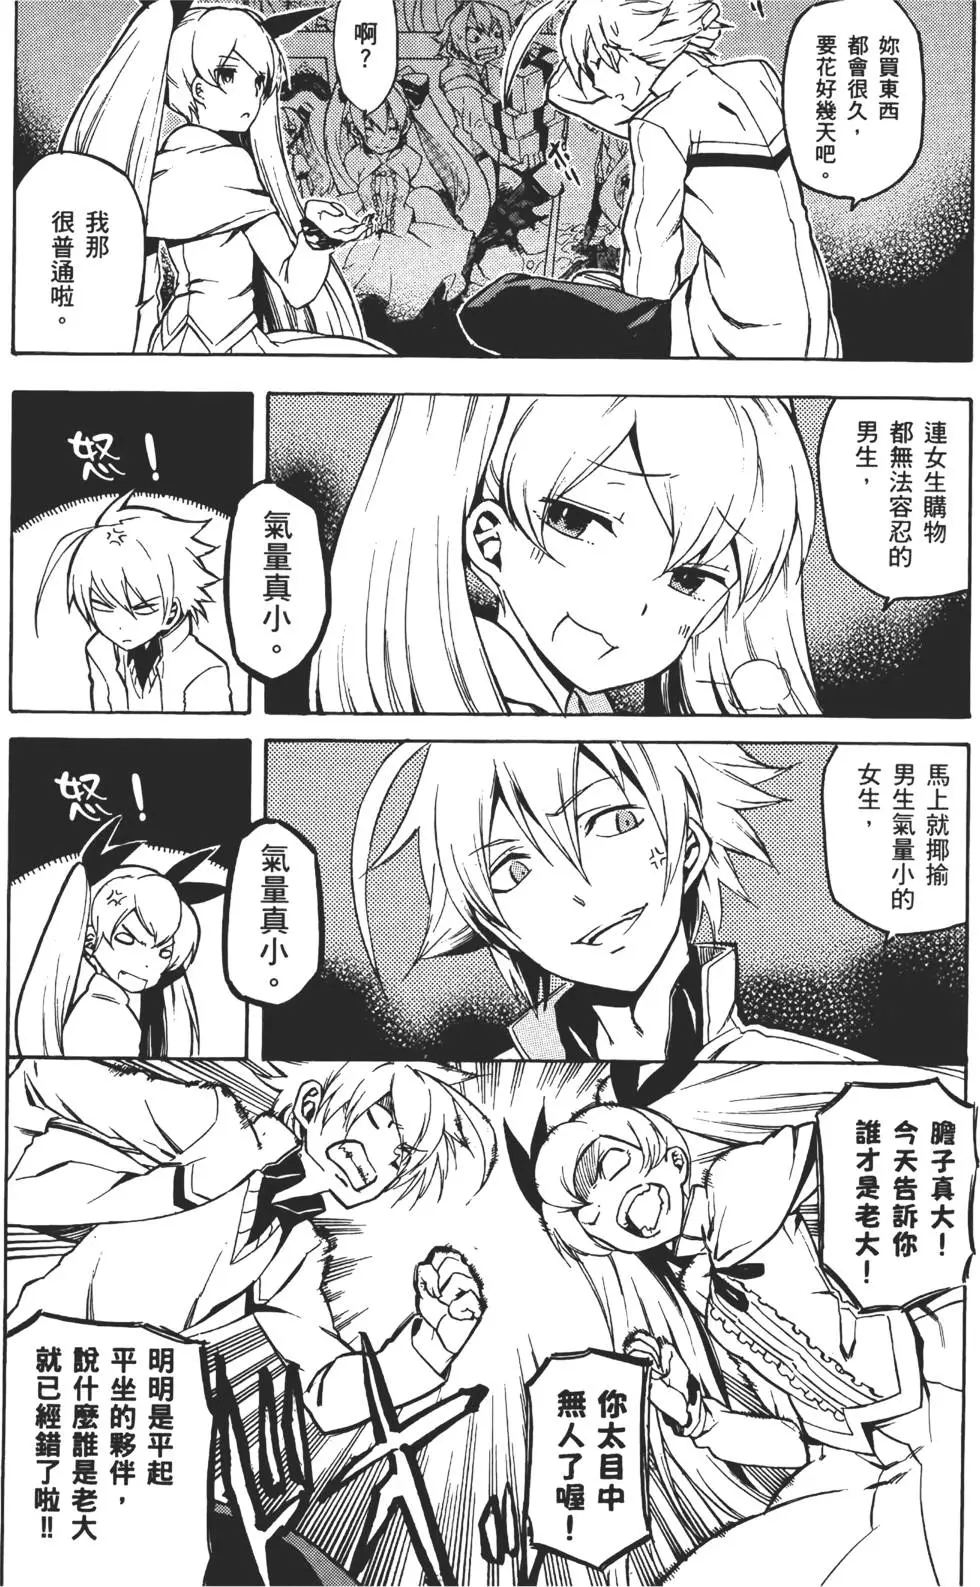 妳買東西
都會很久，
要花好幾天吧。
啊？
我那
很普通啦。
連女生購物
都無法容忍的
男生，
氣量真小。
怒！
馬上就揶揄
男生氣量小的
女生，
氣量真小。
怒！
膽子真大！
今天告訴你
誰才是老大！
你太目中
無人了喔！
明明是平起
平坐的夥伴，
說什麼誰是老大
就已經錯了啦!!